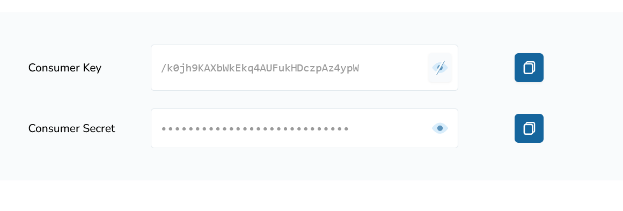 Consumer Key
/k0jh9KAXbWkEkq4AUFukHDczpAz4ypW
Consumer Secret
••••••••••••••••••••••••••••